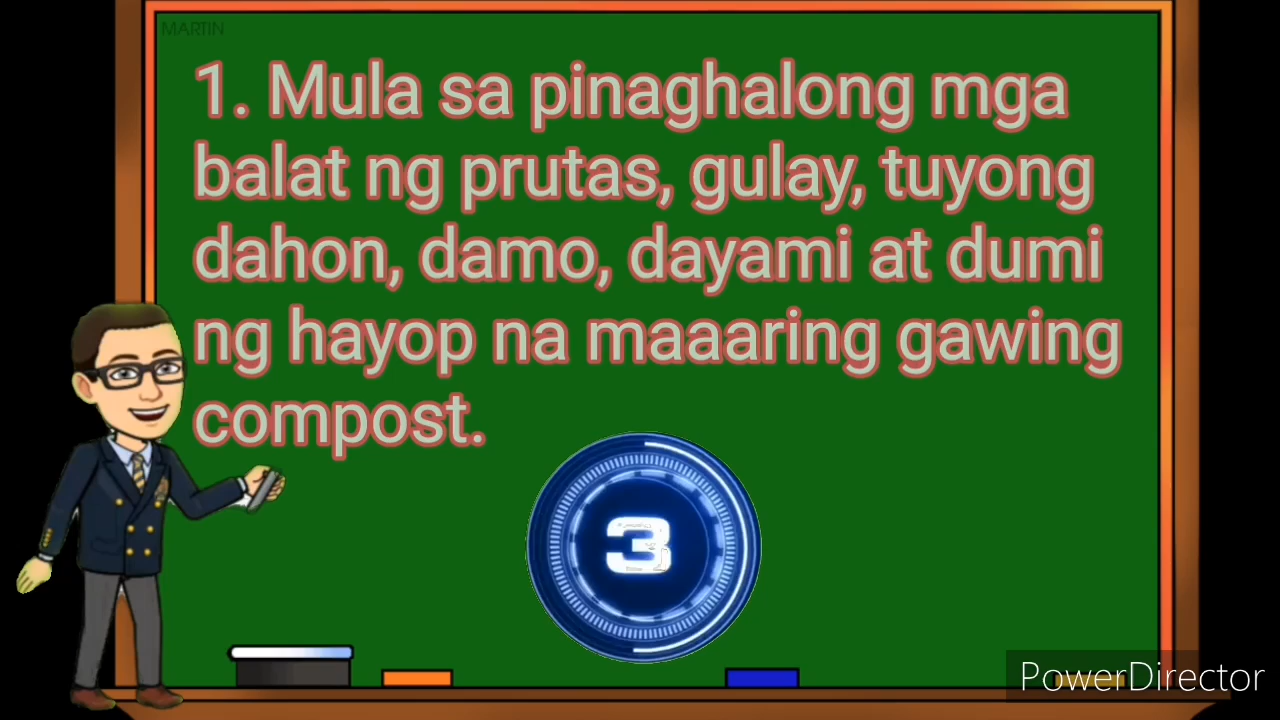 MARTIN
1. Mula sa pinaghalong mga
balat ng prutas, gulay, tuyong
dahon, damo, dayami at dumi
ng hayop na maaaring gawing
compost.
3
PowerDirector